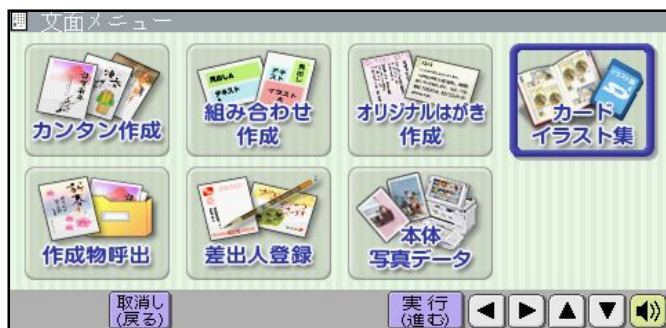 文面メニュー
カンタン作成
組み合わせ
作成
オリジナルはがき
作成
カード
イラスト集
作成物呼出
差出人登録
本体
写真データ
取消し
(戻る)
実行
(進む)